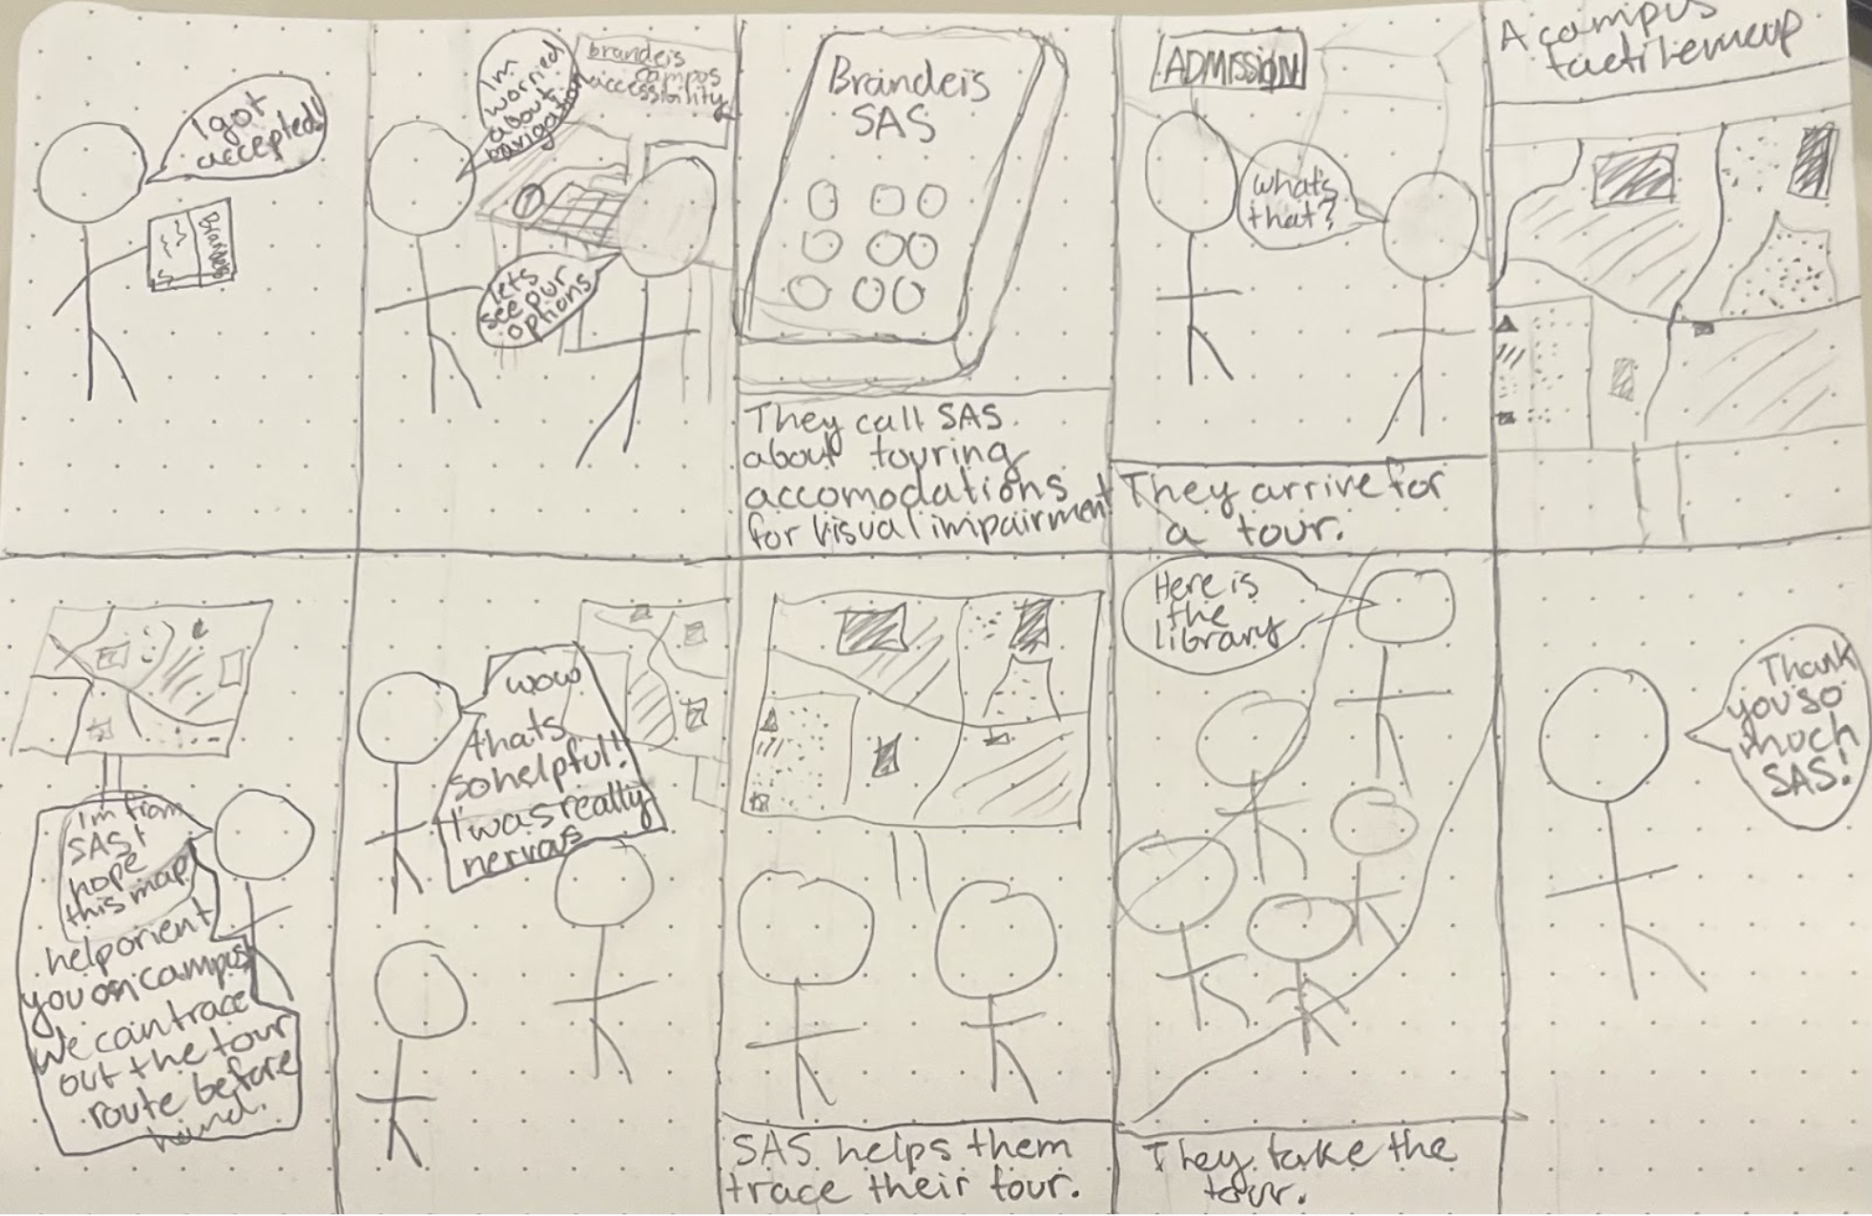 I got
accepted!
Brandeis
Im
worried
about
navigation
brandeis
campus
accessibility
lets
see our
options
Brandeis
SAS
They call SAS
about touring
accomodations
for visual impairment
ADMISSION
what's
that?
They arrive for
a tour.
A campus
tactile map
I'm from
SAS I
hope
this map
help orient
you on campus
We can trace
out the tour
route before
hand.
wow
thats
so helpful!
I was really
nervous
SAS helps them
trace their tour.
Here is
the
library
They take the
tour.
Thank
you so
much
SAS!